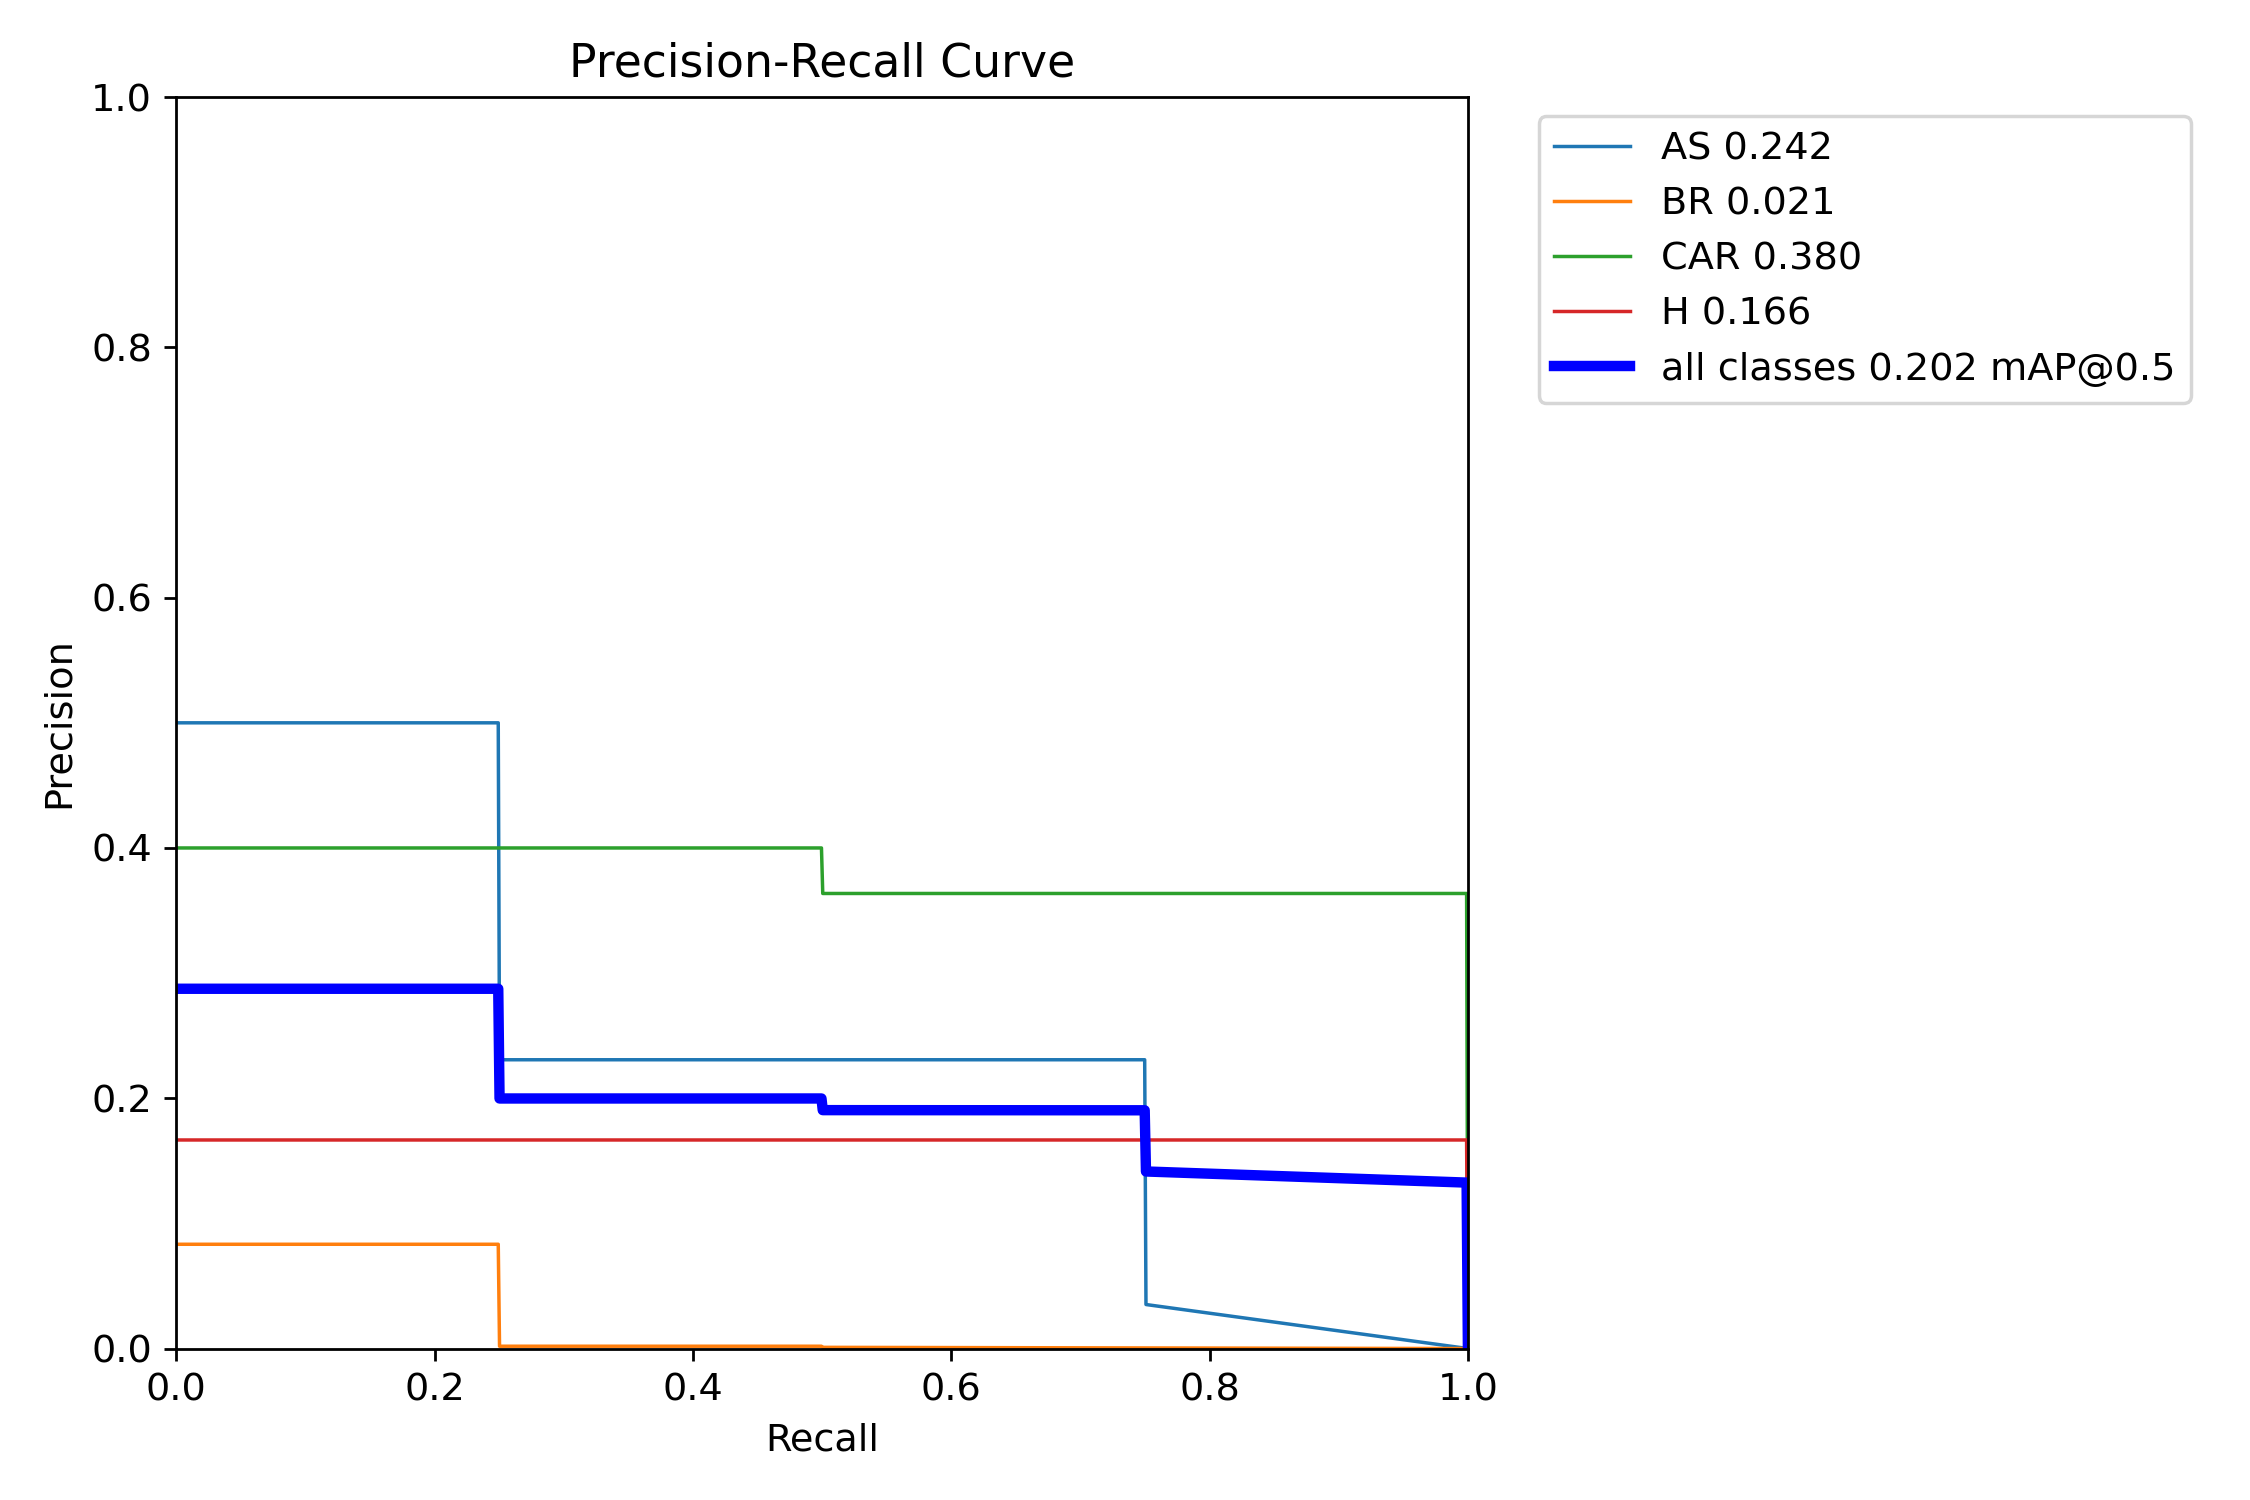 Precision-Recall Curve
1.0
0.8
0.6
0.4
0.2
0.0
Precision
0.0 0.2 0.4 0.6 0.8 1.0
Recall
AS 0.242
BR 0.021
CAR 0.380
H 0.166
all classes 0.202 mAP@0.5